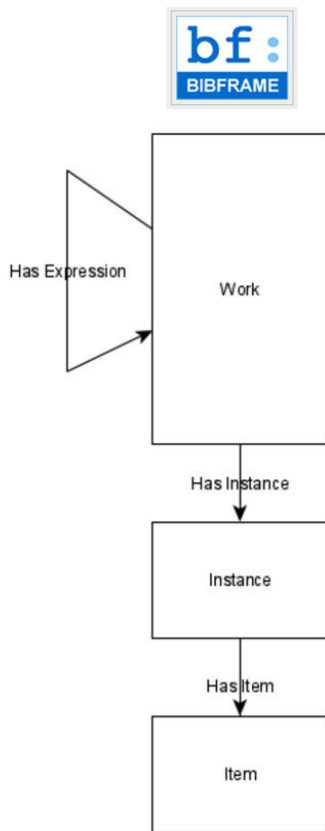 bf:
BIBFRAME
Has Expression
Work
Has Instance
Instance
Has Item
Item